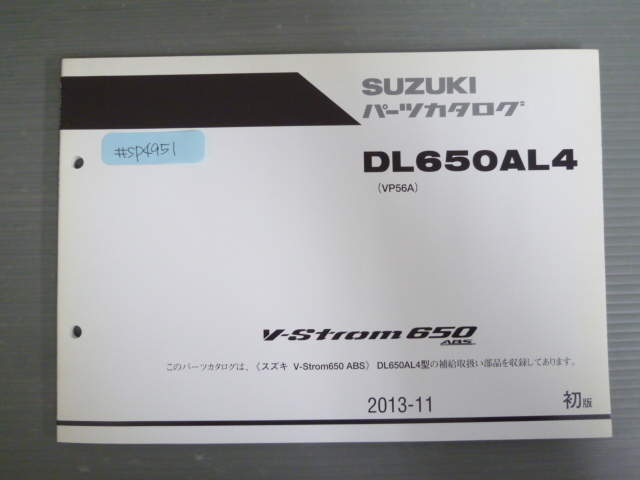 SUZUKI
パーツカタログ
#SP4951
DL650AL4
(VP56A)
V-Strom 650
ABS
このパーツカタログは、《スズキ V-Strom650 ABS》 DL650AL4型の補給取扱い部品を収録してあります。
2013-11
初版